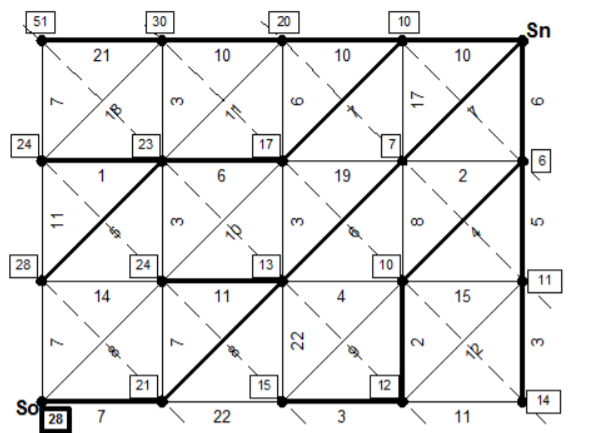 51 30 20 10 Sn
21 10 10 10
7 18 3 11 6 7 17 7 6
24 23 17 7 6
1 6 19 2
11 5 3 10 3 6 8 4 5
28 24 13 10 11
14 11 4 15
7 8 7 8 22 9 2 12 3
21 15 12 14
So 28 7 22 3 11